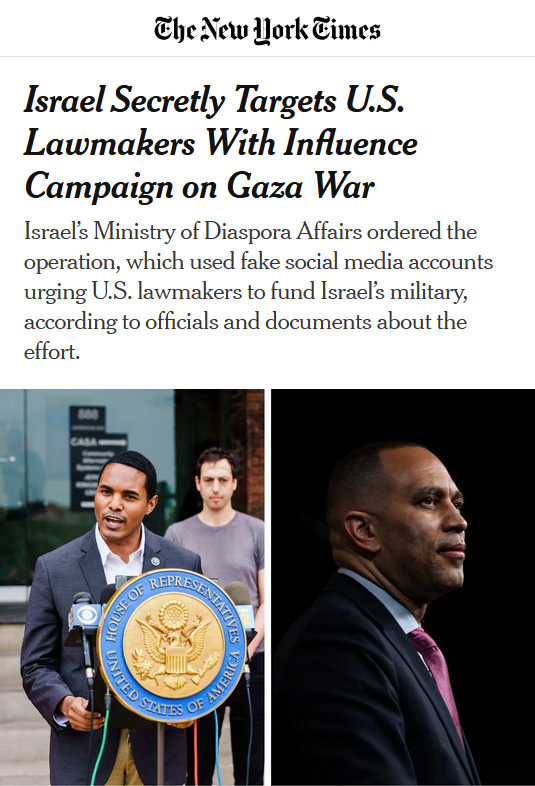 The New York Times
Israel Secretly Targets U.S.
Lawmakers With Influence
Campaign on Gaza War
Israel's Ministry of Diaspora Affairs ordered the
operation, which used fake social media accounts
urging U.S. lawmakers to fund Israel's military,
according to officials and documents about the
effort.
888
CASA
HOUSE OF REPRESENTATIVES
UNITED STATES OF AMERICA